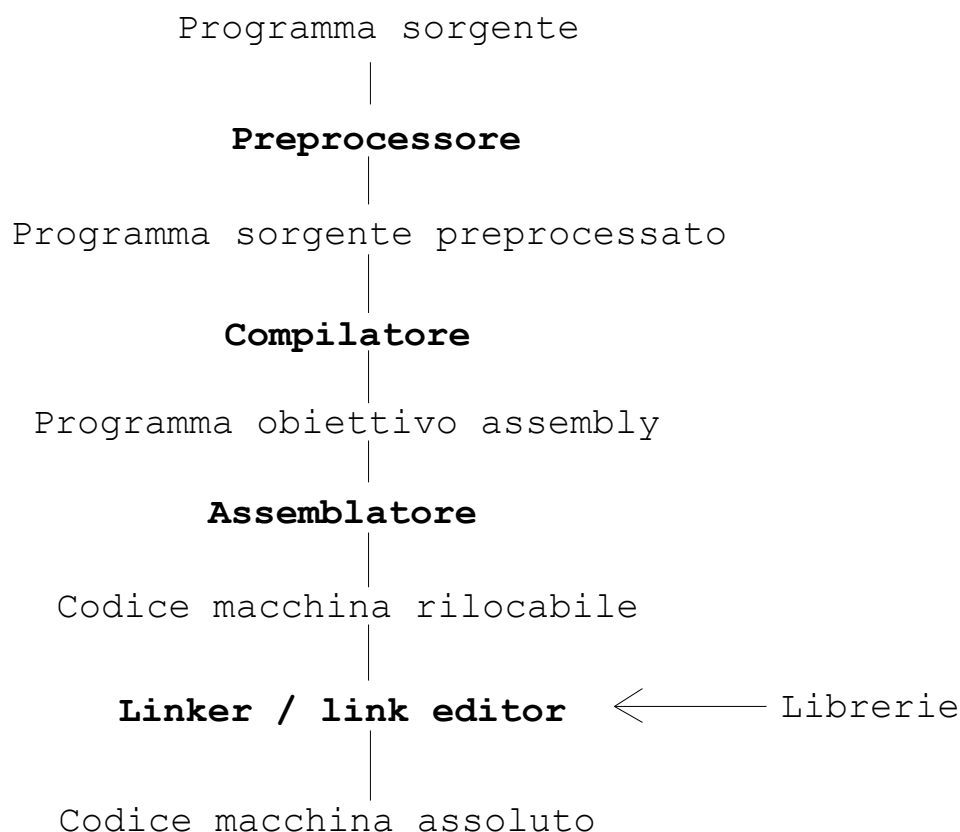 Programma sorgente
Preprocessore
Programma sorgente preprocessato
Compilatore
Programma obiettivo assembly
Assemblatore
Codice macchina rilocabile
Linker / link editor
Librerie
Codice macchina assoluto